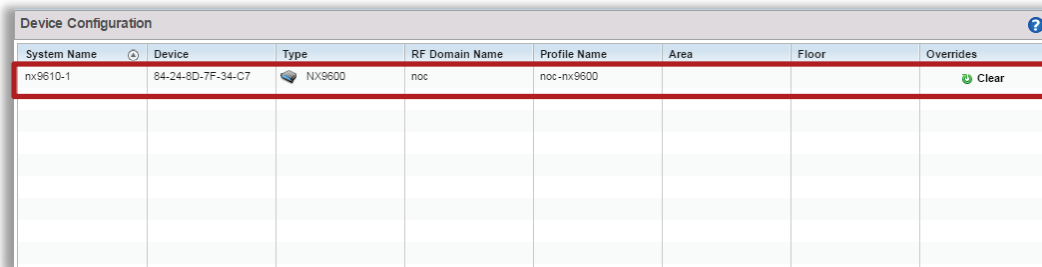 Device Configuration
?
System Name Device Type RF Domain Name Profile Name Area Floor Overrides
nx9610-1 84-24-8D-7F-34-C7 NX9600 noc noc-nx9600 Clear